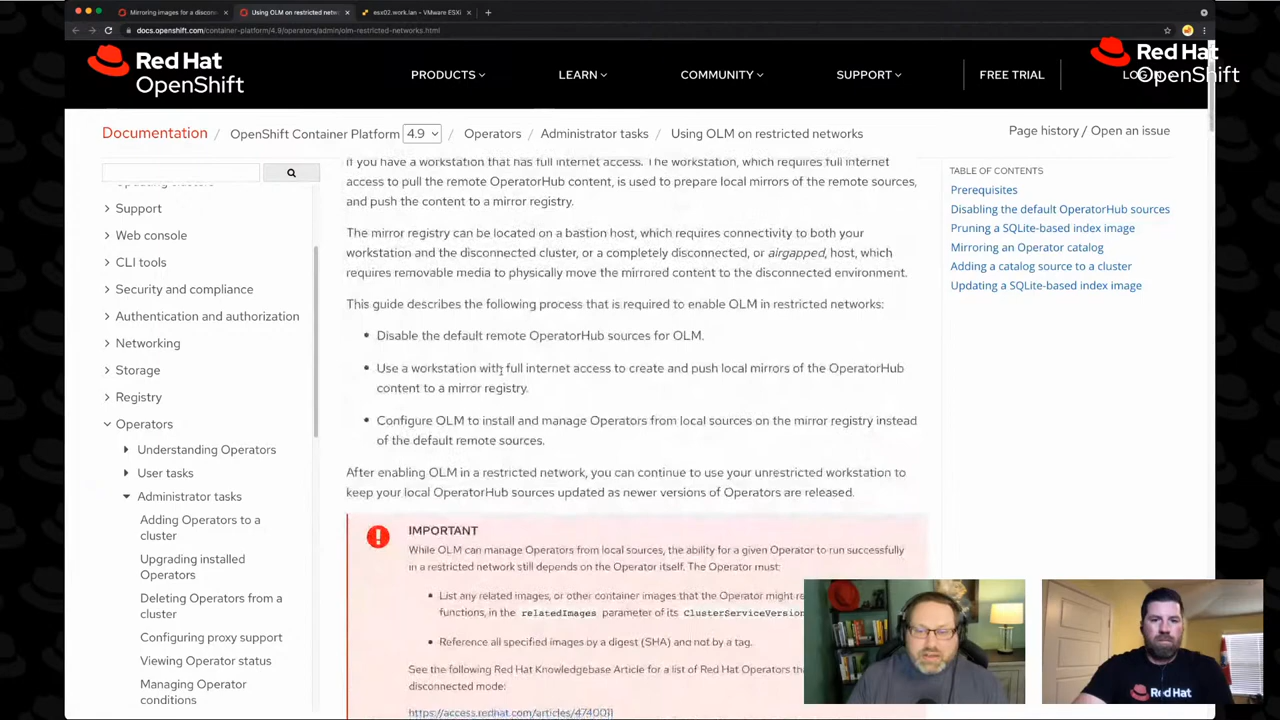 Mirroring images for a discon
Using OLM on restricted netw
esx02.work.lan - VMware ESXi
docs.openshift.com/container-platform/4.9/operators/admin/olm-restricted-networks.html
Red Hat
OpenShift
PRODUCTS
LEARN
COMMUNITY
SUPPORT
FREE TRIAL
LOG IN
Red Hat
OpenShift
Documentation / OpenShift Container Platform 4.9 / Operators / Administrator tasks / Using OLM on restricted networks
Page history / Open an issue
Updating clusters
Support
Web console
CLI tools
Security and compliance
Authentication and authorization
Networking
Storage
Registry
Operators
Understanding Operators
User tasks
Administrator tasks
Adding Operators to a
cluster
Upgrading installed
Operators
Deleting Operators from a
cluster
Configuring proxy support
Viewing Operator status
Managing Operator
conditions
if you have a workstation that has full internet access. The workstation, which requires full internet
access to pull the remote OperatorHub content, is used to prepare local mirrors of the remote sources,
and push the content to a mirror registry.
The mirror registry can be located on a bastion host, which requires connectivity to both your
workstation and the disconnected cluster, or a completely disconnected, or airgapped, host, which
requires removable media to physically move the mirrored content to the disconnected environment.
This guide describes the following process that is required to enable OLM in restricted networks:
• Disable the default remote OperatorHub sources for OLM.
• Use a workstation with full internet access to create and push local mirrors of the OperatorHub
content to a mirror registry.
• Configure OLM to install and manage Operators from local sources on the mirror registry instead
of the default remote sources.
After enabling OLM in a restricted network, you can continue to use your unrestricted workstation to
keep your local OperatorHub sources updated as newer versions of Operators are released.
IMPORTANT
While OLM can manage Operators from local sources, the ability for a given Operator to run successfully
in a restricted network still depends on the Operator itself. The Operator must:
• List any related images, or other container images that the Operator might re
functions, in the relatedImages parameter of its ClusterServiceVersion
• Reference all specified images by a digest (SHA) and not by a tag.
See the following Red Hat Knowledgebase Article for a list of Red Hat Operators tha
disconnected mode:
https://access.redhat.com/articles/4740011
TABLE OF CONTENTS
Prerequisites
Disabling the default OperatorHub sources
Pruning a SQLite-based index image
Mirroring an Operator catalog
Adding a catalog source to a cluster
Updating a SQLite-based index image
Red Hat